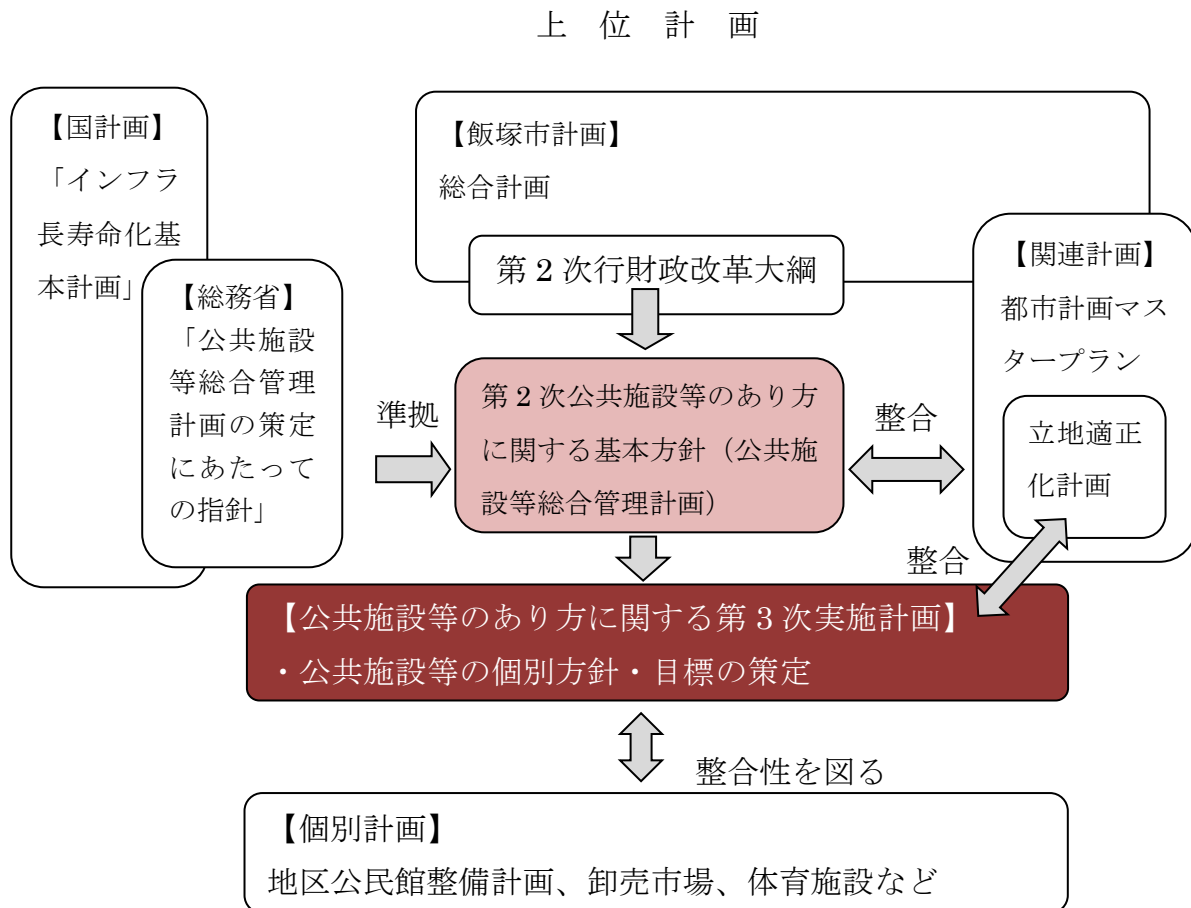 上位計画
【国計画】
「インフラ
長寿命化基
本計画」
【総務省】
「公共施設
等総合管理
計画の策定
にあたって
の指針」
【飯塚市計画】
総合計画
第2次行財政改革大綱
準拠
第2次公共施設等のあり方
に関する基本方針（公共施
設等総合管理計画）
整合
【関連計画】
都市計画マス
タープラン
立地適正
化計画
整合
【公共施設等のあり方に関する第3次実施計画】
・公共施設等の個別方針・目標の策定
整合性を図る
【個別計画】
地区公民館整備計画、卸売市場、体育施設など